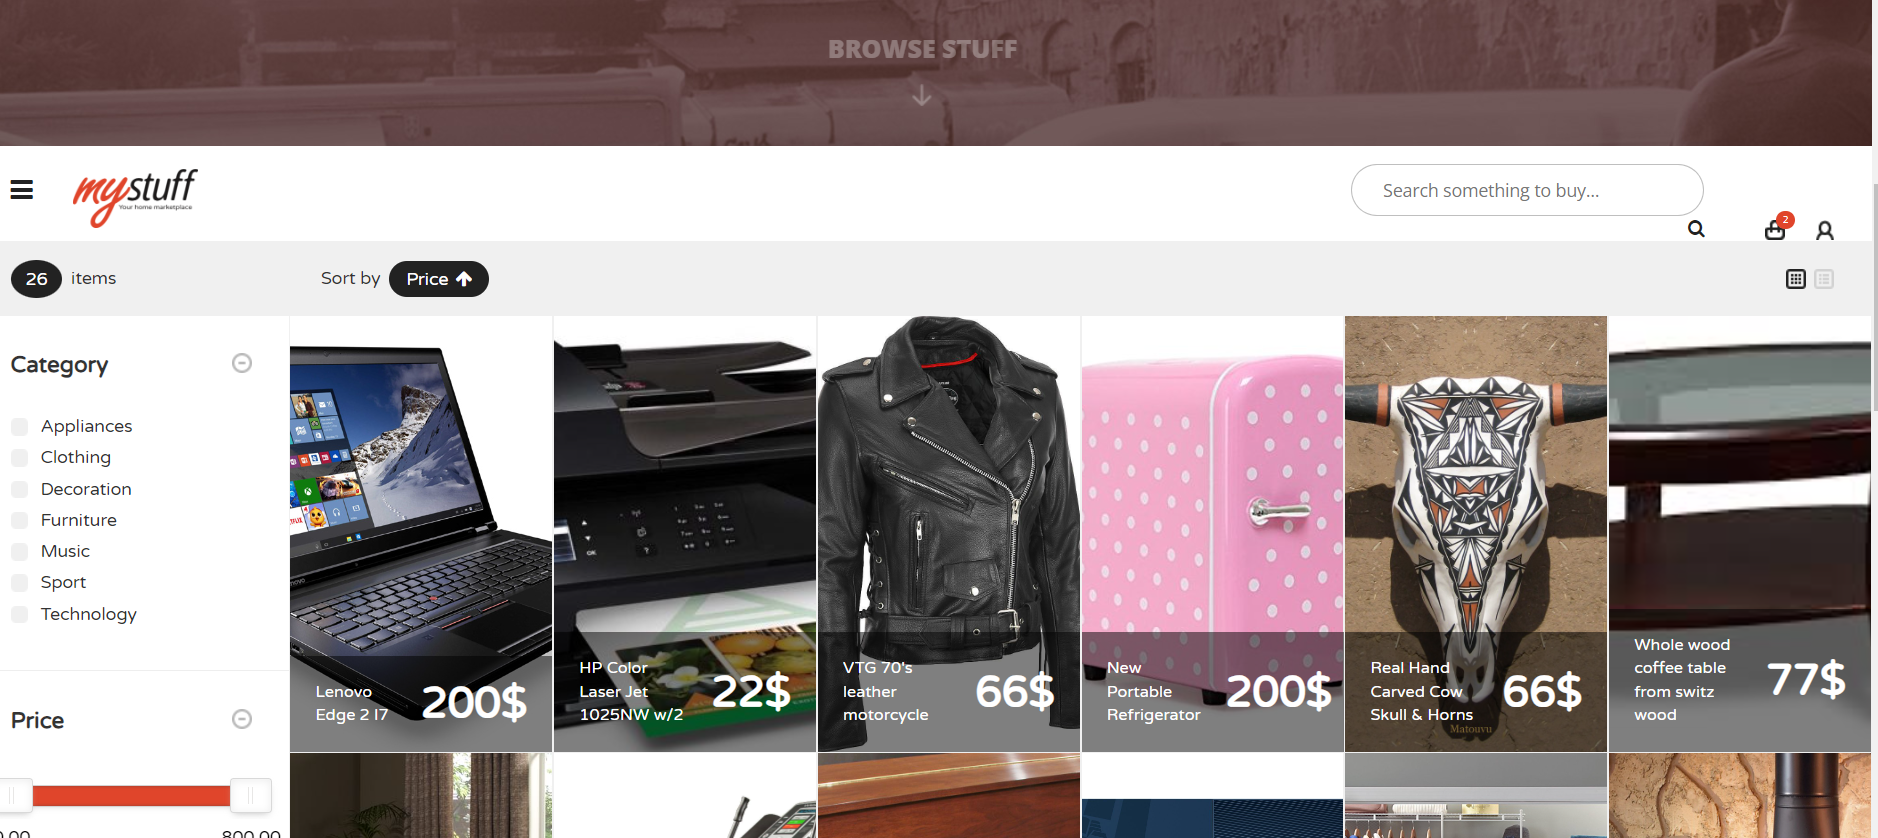 BROWSE STUFF
mystuff
Your home marketplace
Search something to buy...
2
26 items
Sort by Price
Category
Appliances
Clothing
Decoration
Furniture
Music
Sport
Technology
Price
800.00
Lenovo
Edge 2 I7
200$
HP Color
Laser Jet
1025NW w/2
22$
VTG 70's
leather
motorcycle
66$
New
Portable
Refrigerator
200$
Real Hand
Carved Cow
Skull & Horns
66$
Matouvu
Whole wood
coffee table
from switz
wood
77$